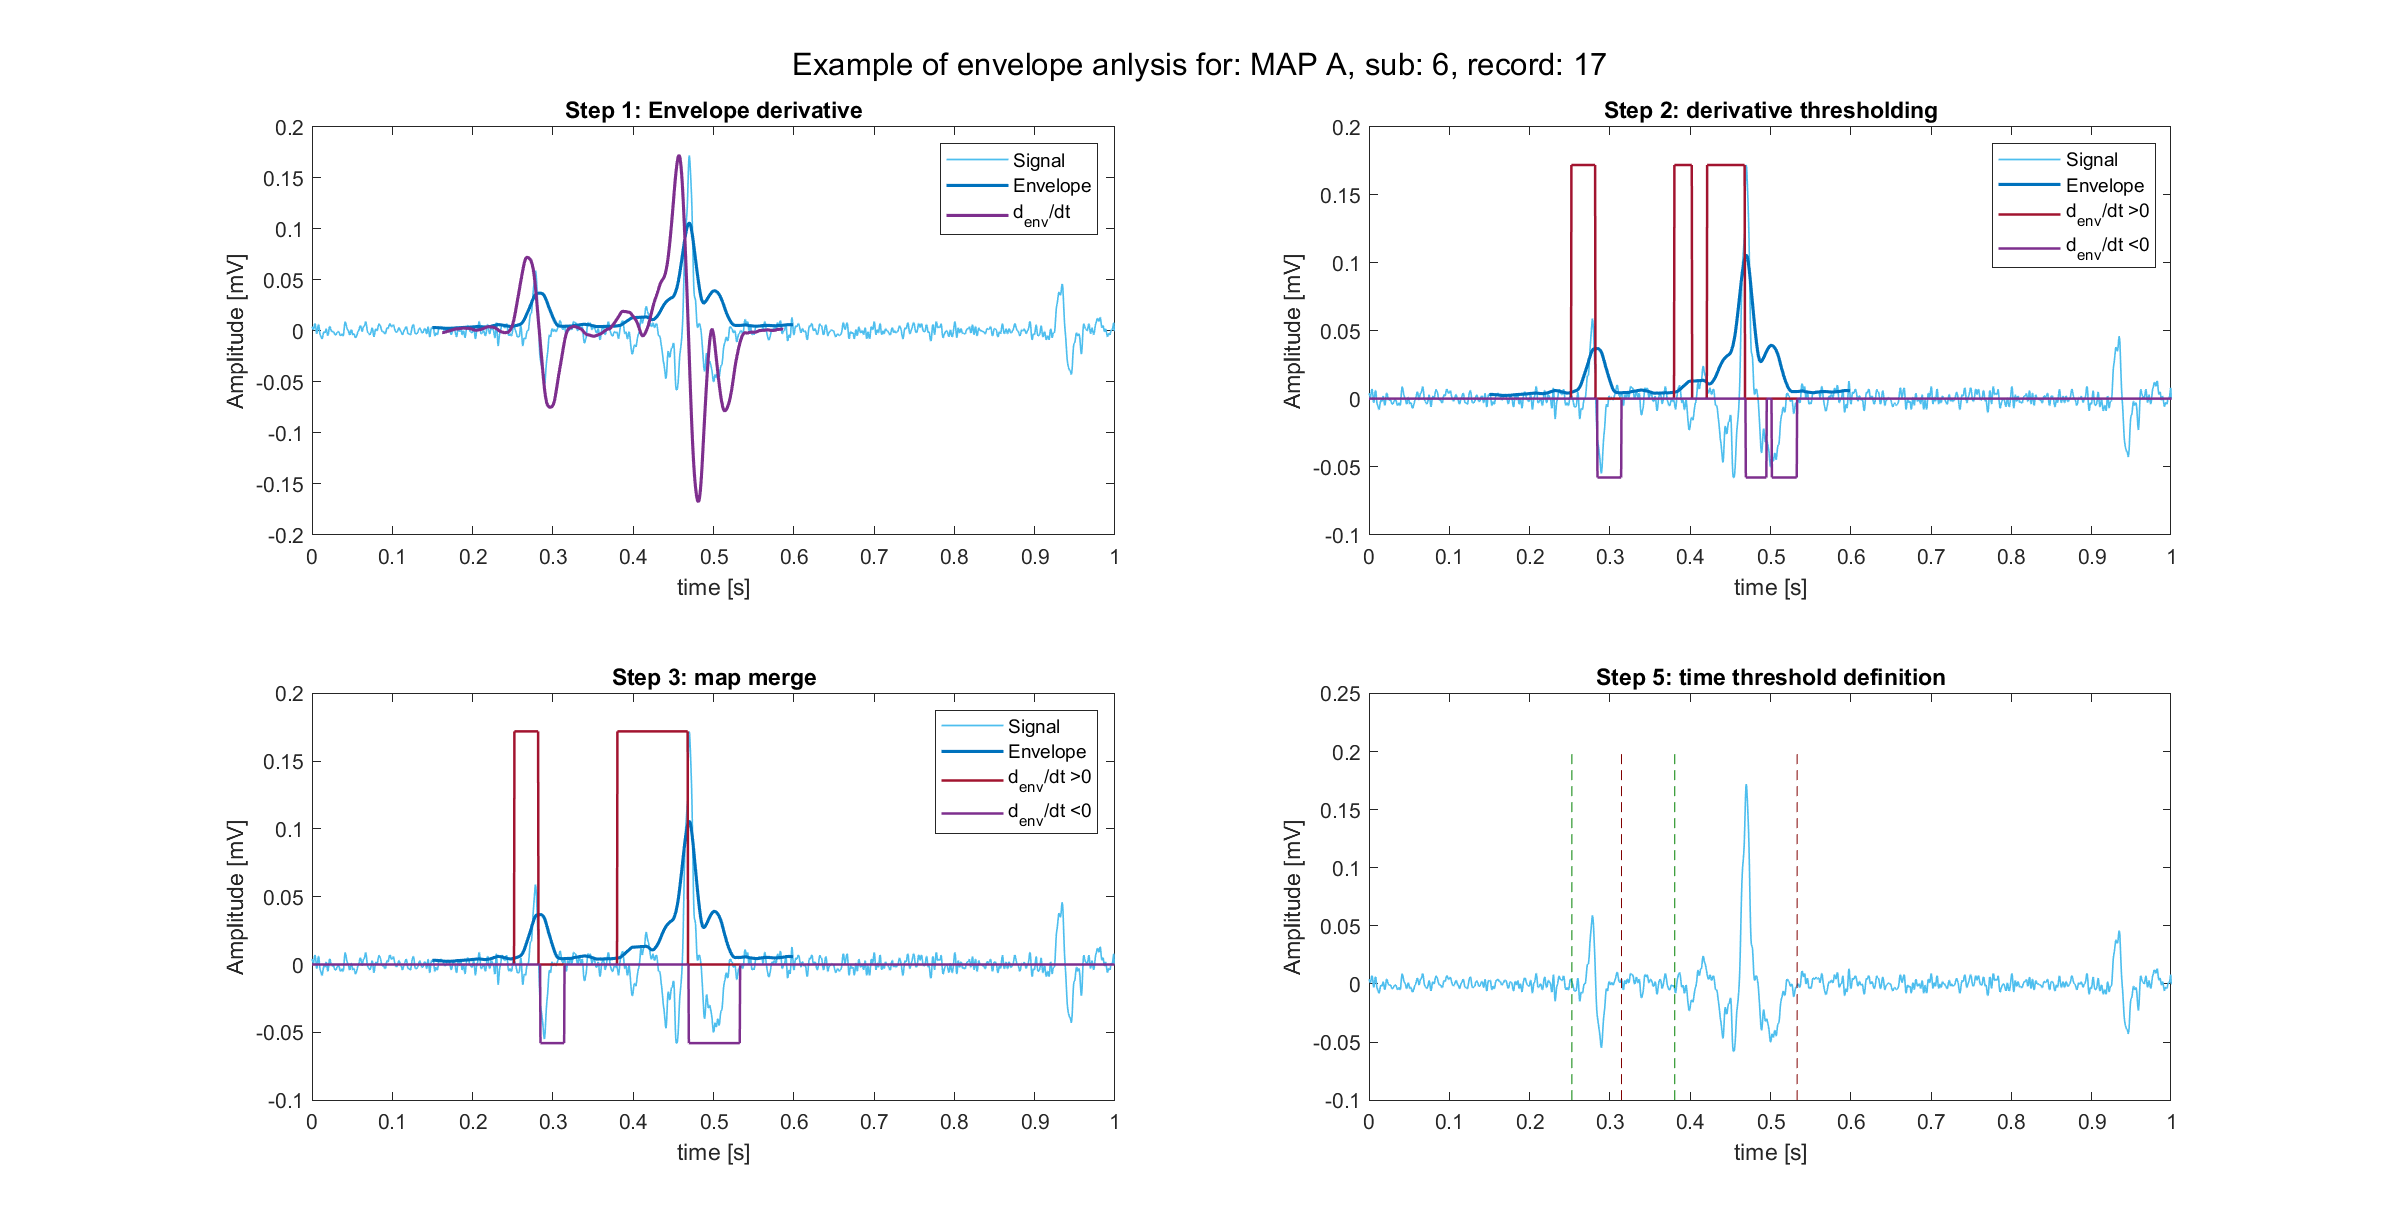 Example of envelope anlysis for: MAP A, sub: 6, record: 17
Step 1: Envelope derivative
Signal
Envelope
d_env/dt
0.2
0.15
0.1
0.05
0
-0.05
-0.1
-0.15
-0.2
Amplitude [mV]
0 0.1 0.2 0.3 0.4 0.5 0.6 0.7 0.8 0.9 1
time [s]
Step 2: derivative thresholding
Signal
Envelope
d_env/dt >0
d_env/dt <0
0.2
0.15
0.1
0.05
0
-0.05
-0.1
Amplitude [mV]
0 0.1 0.2 0.3 0.4 0.5 0.6 0.7 0.8 0.9 1
time [s]
Step 3: map merge
Signal
Envelope
d_env/dt >0
d_env/dt <0
0.2
0.15
0.1
0.05
0
-0.05
-0.1
Amplitude [mV]
0 0.1 0.2 0.3 0.4 0.5 0.6 0.7 0.8 0.9 1
time [s]
Step 5: time threshold definition
0.25
0.2
0.15
0.1
0.05
0
-0.05
-0.1
Amplitude [mV]
0 0.1 0.2 0.3 0.4 0.5 0.6 0.7 0.8 0.9 1
time [s]